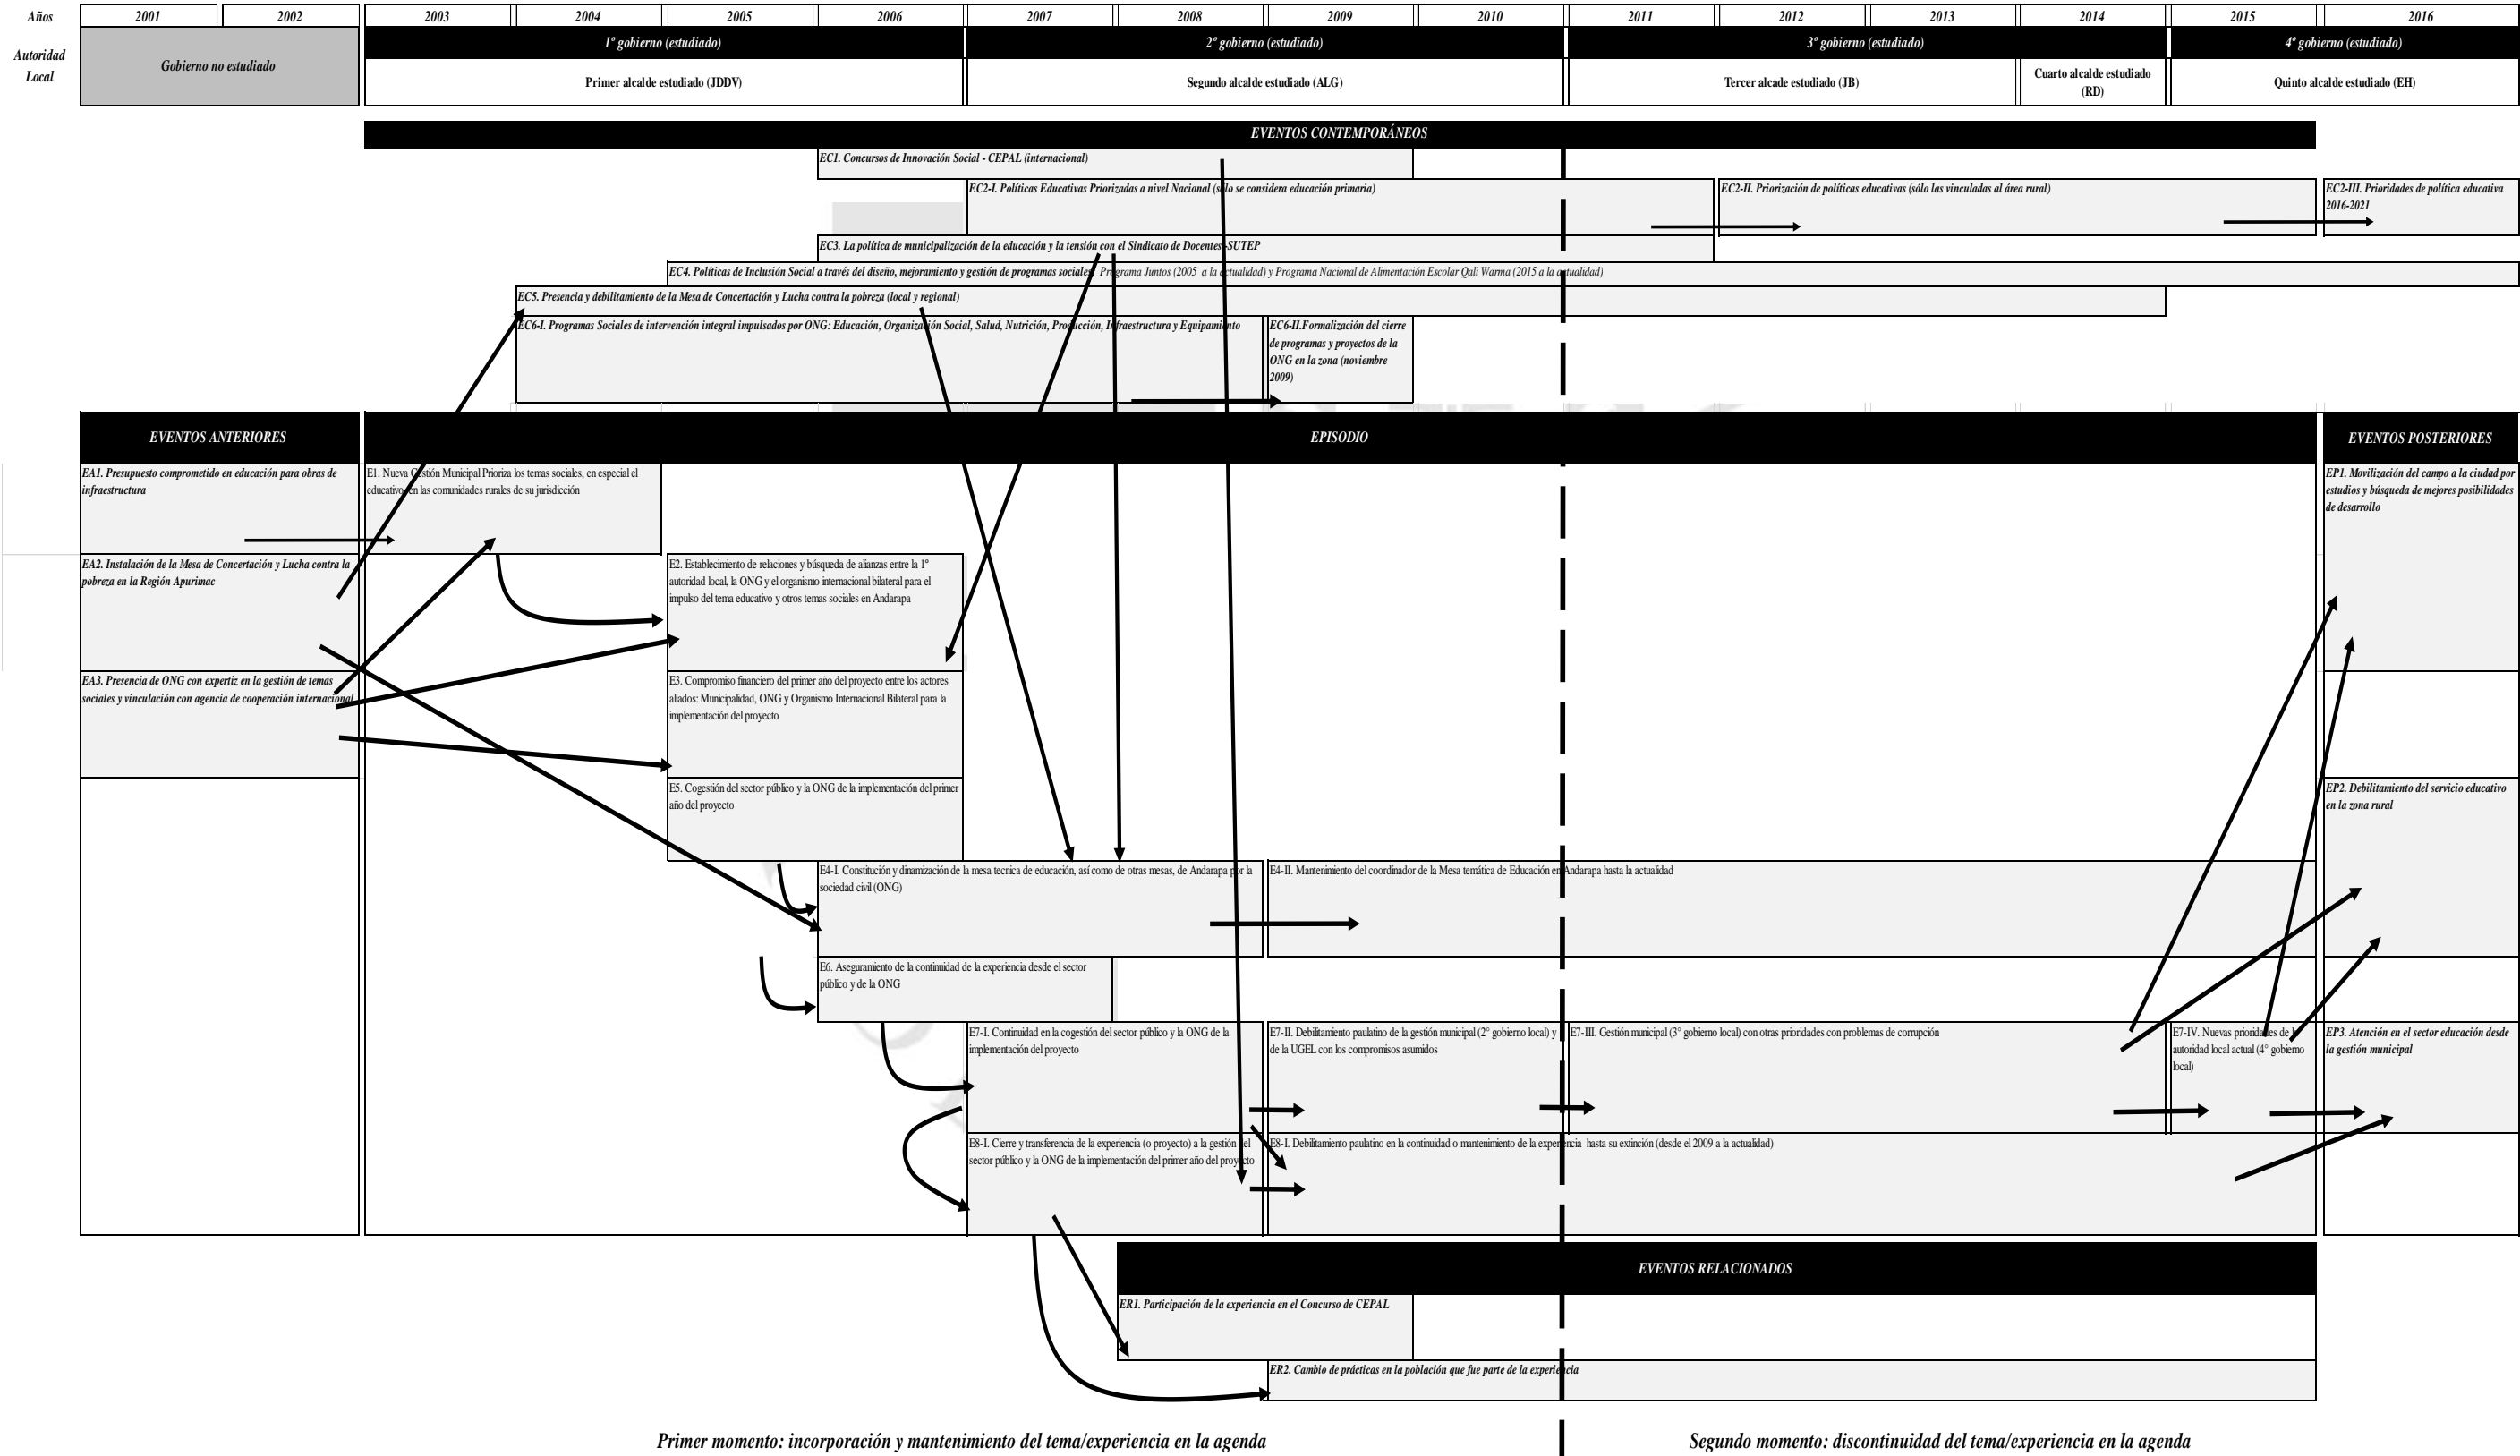 Años 2001 2002 2003 2004 2005 2006 2007 2008 2009 2010 2011 2012 2013 2014 2015 2016
Autoridad
Local
Gobierno no estudiado
1º gobierno (estudiado) 2º gobierno (estudiado) 3º gobierno (estudiado) 4º gobierno (estudiado)
Primer alcalde estudiado (JDDV) Segundo alcalde estudiado (ALG) Tercer alcade estudiado (JB)
Cuarto alcalde estudiado
(RD)
Quinto alcalde estudiado (EH)
EVENTOS CONTEMPORÁNEOS
EC1. Concursos de Innovación Social - CEPAL (internacional)
EC2-I. Políticas Educativas Priorizadas a nivel Nacional (sólo se considera educación primaria)
EC2-II. Priorización de políticas educativas (sólo las vinculadas al área rural)
EC2-III. Prioridades de política educativa
2016-2021
EC3. La política de municipalización de la educación y la tensión con el Sindicato de Docentes-SUTEP
EC4. Políticas de Inclusión Social a través del diseño, mejoramiento y gestión de programas sociales: Programa Juntos (2005 a la actualidad) y Programa Nacional de Alimentación Escolar Qali Warma (2015 a la actualidad)
EC5. Presencia y debilitamiento de la Mesa de Concertación y Lucha contra la pobreza (local y regional)
EC6-I. Programas Sociales de intervención integral impulsados por ONG: Educación, Organización Social, Salud, Nutrición, Producción, Infraestructura y Equipamiento
EC6-II.Formalización del cierre
de programas y proyectos de la
ONG en la zona (noviembre
2009)
EVENTOS ANTERIORES
EPISODIO
EVENTOS POSTERIORES
EA1. Presupuesto comprometido en educación para obras de
infraestructura
E1. Nueva Gestión Municipal Prioriza los temas sociales, en especial el
educativo, en las comunidades rurales de su jurisdicción
EP1. Movilización del campo a la ciudad por
estudios y búsqueda de mejores posibilidades
de desarrollo
EA2. Instalación de la Mesa de Concertación y Lucha contra la
pobreza en la Región Apurimac
E2. Establecimiento de relaciones y búsqueda de alianzas entre la 1º
autoridad local, la ONG y el organismo internacional bilateral para el
impulso del tema educativo y otros temas sociales en Andarapa
EA3. Presencia de ONG con expertiz en la gestión de temas
sociales y vinculación con agencia de cooperación internacional
E3. Compromiso financiero del primer año del proyecto entre los actores
aliados: Municipalidad, ONG y Organismo Internacional Bilateral para la
implementación del proyecto
E5. Cogestión del sector público y la ONG de la implementación del primer
año del proyecto
EP2. Debilitamiento del servicio educativo
en la zona rural
E4-I. Constitución y dinamización de la mesa tecnica de educación, así como de otras mesas, de Andarapa por la
sociedad civil (ONG)
E4-II. Mantenimiento del coordinador de la Mesa temática de Educación en Andarapa hasta la actualidad
E6. Aseguramiento de la continuidad de la experiencia desde el sector
público y de la ONG
E7-I. Continuidad en la cogestión del sector público y la ONG de la
implementación del proyecto
E7-II. Debilitamiento paulatino de la gestión municipal (2° gobierno local) y
de la UGEL con los compromisos asumidos
E7-III. Gestión municipal (3° gobierno local) con otras prioridades con problemas de corrupción
E7-IV. Nuevas prioridades de la
autoridad local actual (4° gobierno
local)
EP3. Atención en el sector educación desde
la gestión municipal
E8-I. Cierre y transferencia de la experiencia (o proyecto) a la gestión del
sector público y la ONG de la implementación del primer año del proyecto
E8-I. Debilitamiento paulatino en la continuidad o mantenimiento de la experiencia hasta su extinción (desde el 2009 a la actualidad)
EVENTOS RELACIONADOS
ER1. Participación de la experiencia en el Concurso de CEPAL
ER2. Cambio de prácticas en la población que fue parte de la experiencia
Primer momento: incorporación y mantenimiento del tema/experiencia en la agenda
Segundo momento: discontinuidad del tema/experiencia en la agenda